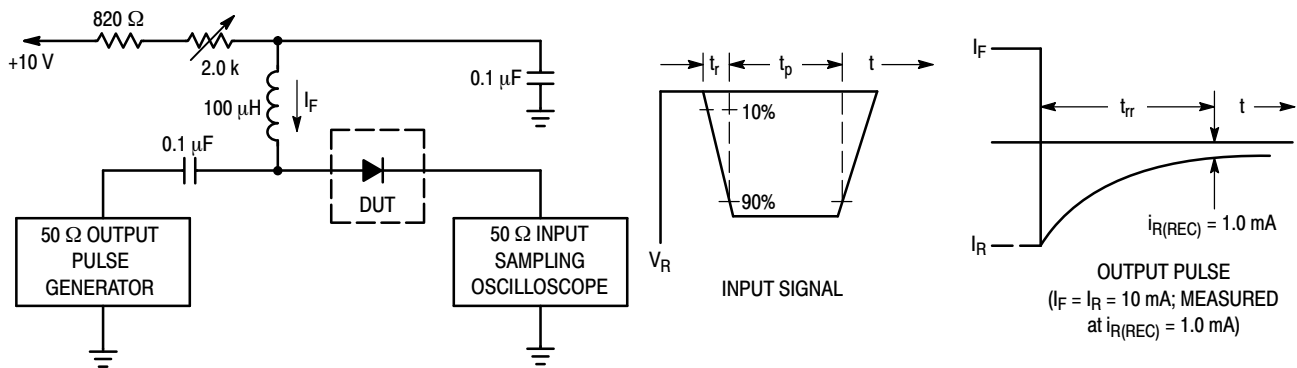 820 Ω
+10 V
2.0 k
100 μH
I_F
0.1 μF
0.1 μF
DUT
50 Ω OUTPUT
PULSE
GENERATOR
50 Ω INPUT
SAMPLING
OSCILLOSCOPE
t_r
t_p
t
10%
90%
V_R
INPUT SIGNAL
I_F
t_rr
t
I_R
i_R(REC) = 1.0 mA
OUTPUT PULSE
(I_F = I_R = 10 mA; MEASURED
at i_R(REC) = 1.0 mA)